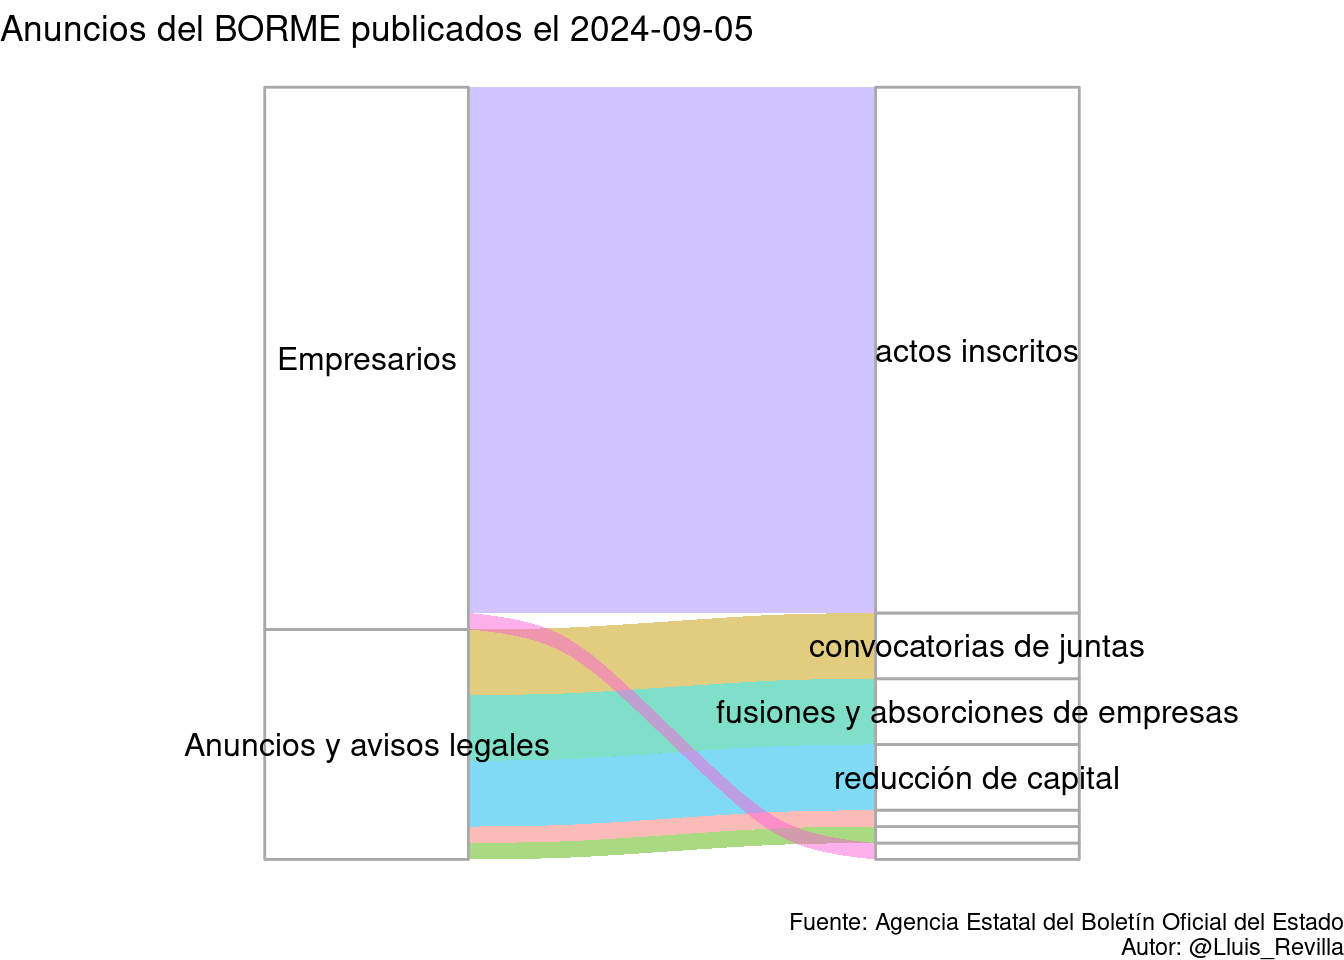 Anuncios del BORME publicados el 2024-09-05
Empresarios
actos inscritos
convocatorias de juntas
fusiones y absorciones de empresas
Anuncios y avisos legales
reducción de capital
Fuente: Agencia Estatal del Boletín Oficial del Estado
Autor: @Lluis_Revilla